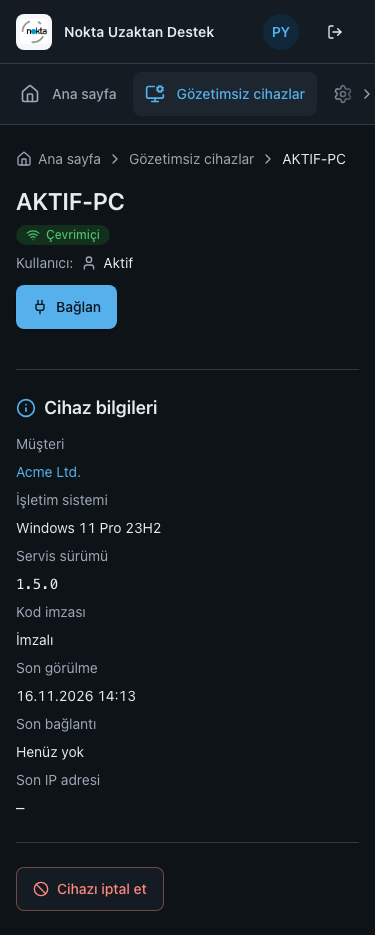 nokta
Nokta Uzaktan Destek
PY
Ana sayfa
Gözetimsiz cihazlar
Ana sayfa > Gözetimsiz cihazlar > AKTIF-PC
AKTIF-PC
Çevrimiçi
Kullanıcı: Aktif
Bağlan
Cihaz bilgileri
Müşteri
Acme Ltd.
İşletim sistemi
Windows 11 Pro 23H2
Servis sürümü
1.5.0
Kod imzası
İmzalı
Son görülme
16.11.2026 14:13
Son bağlantı
Henüz yok
Son IP adresi
—
Cihazı iptal et